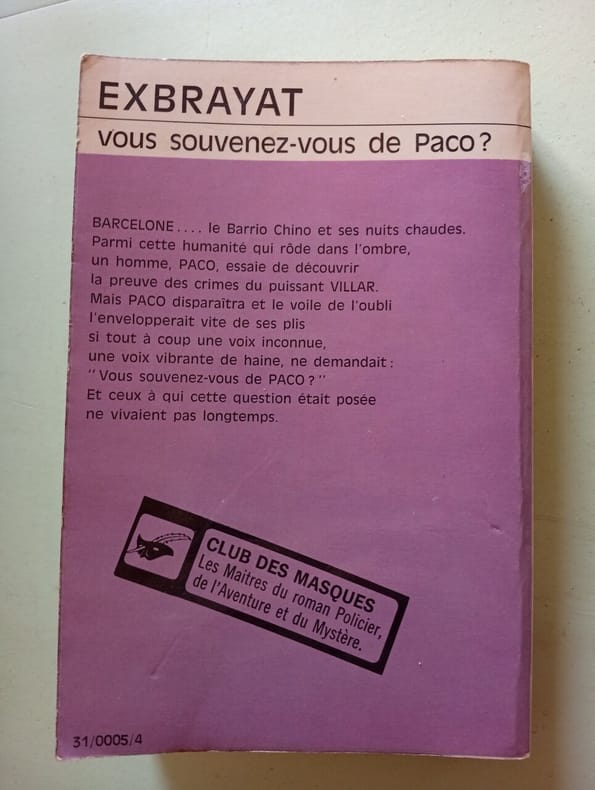 EXBRAYAT
vous souvenez-vous de Paco?
BARCELONE.... le Barrio Chino et ses nuits chaudes.
Parmi cette humanité qui rôde dans l'ombre,
un homme, PACO, essaie de découvrir
la preuve des crimes du puissant VILLAR.
Mais PACO disparaîtra et le voile de l'oubli
l'envelopperait vite de ses plis
si tout à coup une voix inconnue,
une voix vibrante de haine, ne demandait :
"Vous souvenez-vous de PACO ?"
Et ceux à qui cette question était posée
ne vivaient pas longtemps.
CLUB DES MASQUES
Les Maitres du roman Policier,
de l'Aventure et du Mystère.
31/0005/4